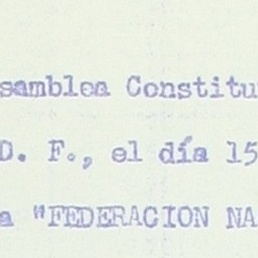 samblea Constitu
D. F., el día 15
a "FEDERACION NA